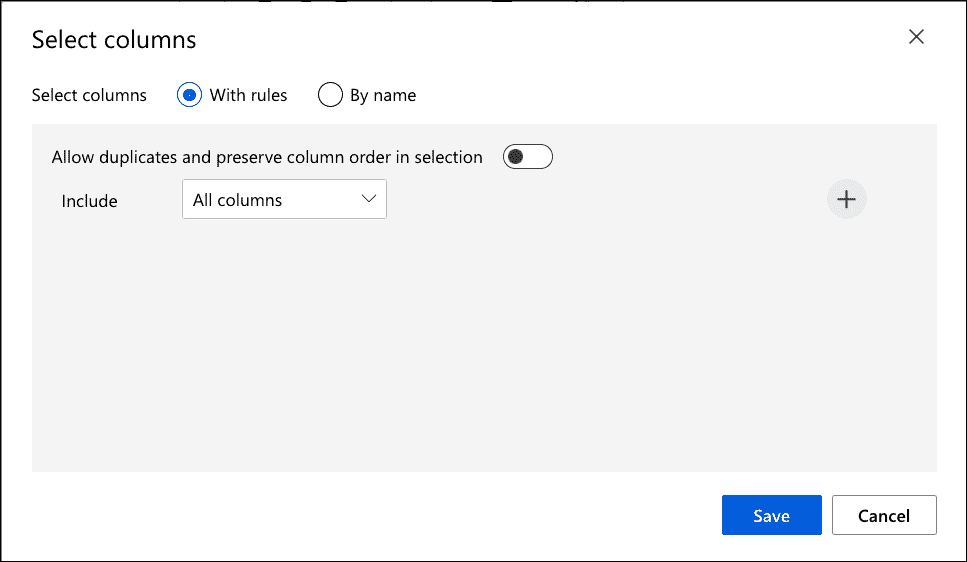 Select columns
Select columns With rules By name
Allow duplicates and preserve column order in selection
Include All columns
Save Cancel